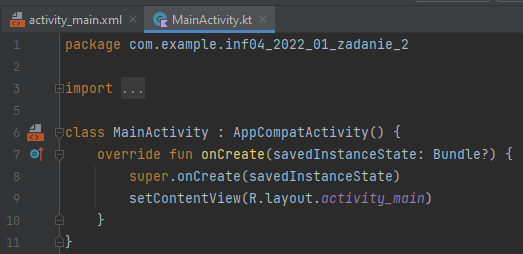 activity_main.xml MainActivity.kt
1 package com.example.inf04_2022_01_zadanie_2
2
3 import ...
5
6 class MainActivity : AppCompatActivity() {
7 override fun onCreate(savedInstanceState: Bundle?) {
8 super.onCreate(savedInstanceState)
9 setContentView(R.layout.activity_main)
10 }
11 }